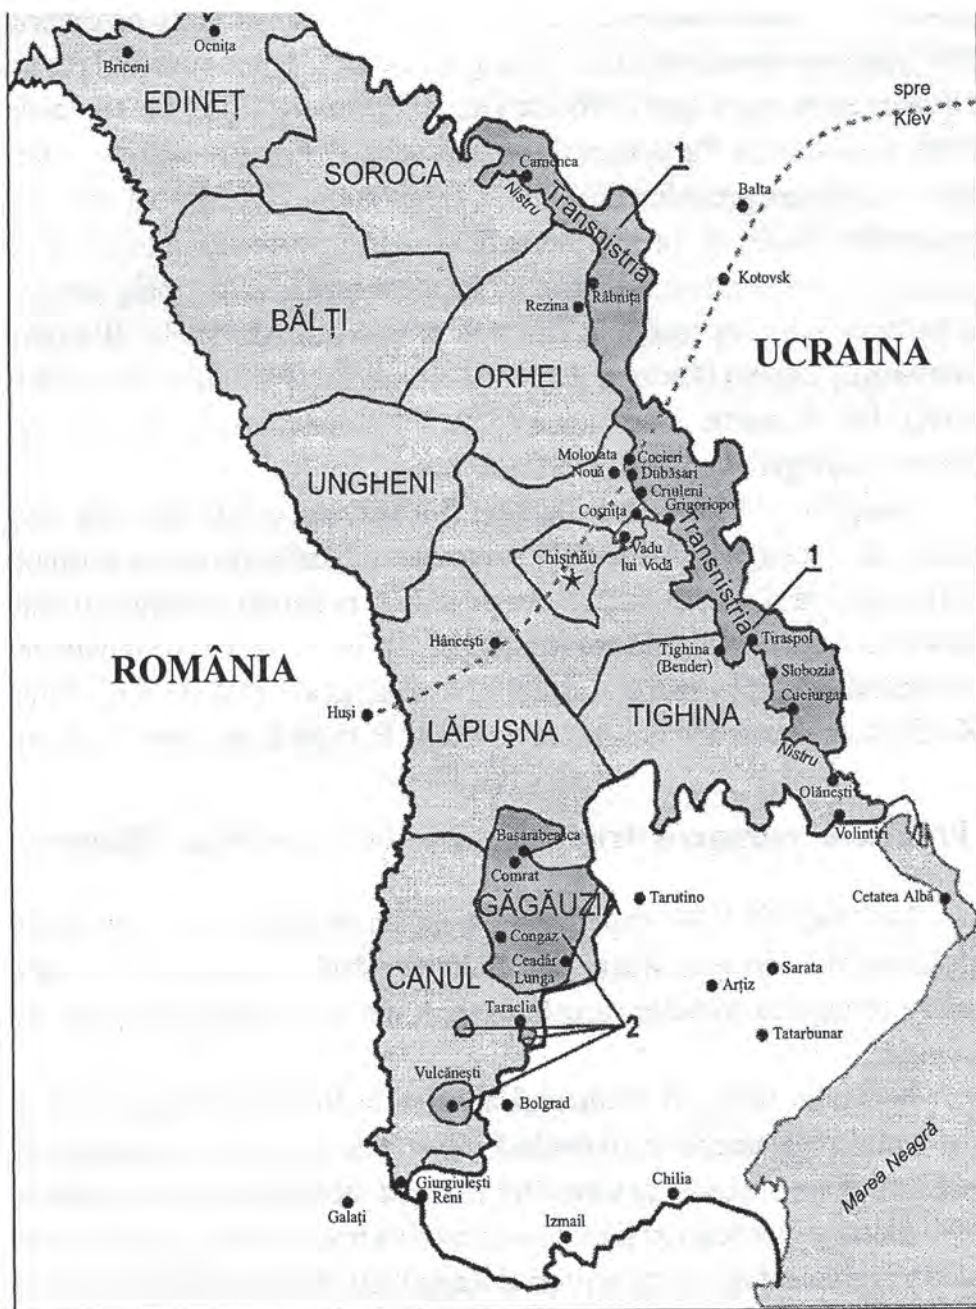 Ocnița
Briceni
EDINEȚ
spre
Kiev
SOROCA
Camenca
1
Balta
Nistru
Transnistria
Kotovsk
Râbnița
Rezina
BĂLȚI
UCRAINA
ORHEI
Molovata
Nouă
Cocieri
Dubăsari
UNGHENI
Criuleni
Grigoriopol
Coșnița
Chișinău
Vadu
lui Vodă
Transnistria
1
Hâncești
Tighina
(Bender)
Tiraspol
ROMÂNIA
Slobozia
Cuciurgan
Huși
LĂPUȘNA
TIGHINA
Nistru
Olănești
Volintiri
Basarabeasca
Comrat
Tarutino
Cetatea Albă
GĂGĂUZIA
Congaz
Ceadâr
Lunga
Sarata
CANUL
Arțiz
Taraclia
2
Tatarbunar
Vulcănești
Bolgrad
Marea Neagră
Giurgiulești
Reni
Chilia
Galați
Izmail